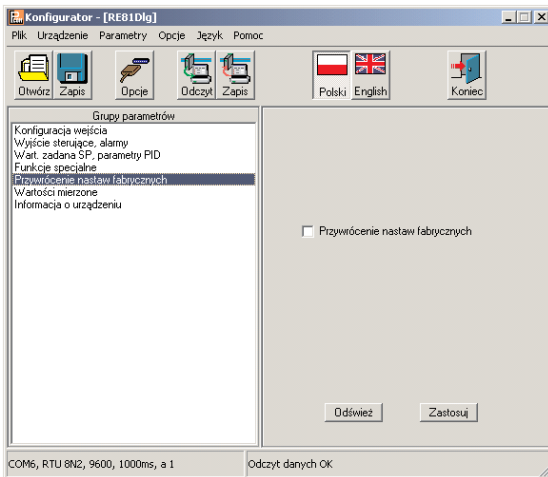 Konfigurator - [RE81Dlg]
Plik Urządzenie Parametry Opcje Język Pomoc
Otwórz Zapis Opcje Odczyt Zapis Polski English Koniec
Grupy parametrów
Konfiguracja wejścia
Wyjście sterujące, alarmy
Wart. zadana SP, parametry PID
Funkcje specjalne
Przywrócenie nastaw fabrycznych
Wartości mierzone
Informacja o urządzeniu
Przywrócenie nastaw fabrycznych
Odśwież Zastosuj
COM6, RTU 8N2, 9600, 1000ms, a 1 Odczyt danych OK